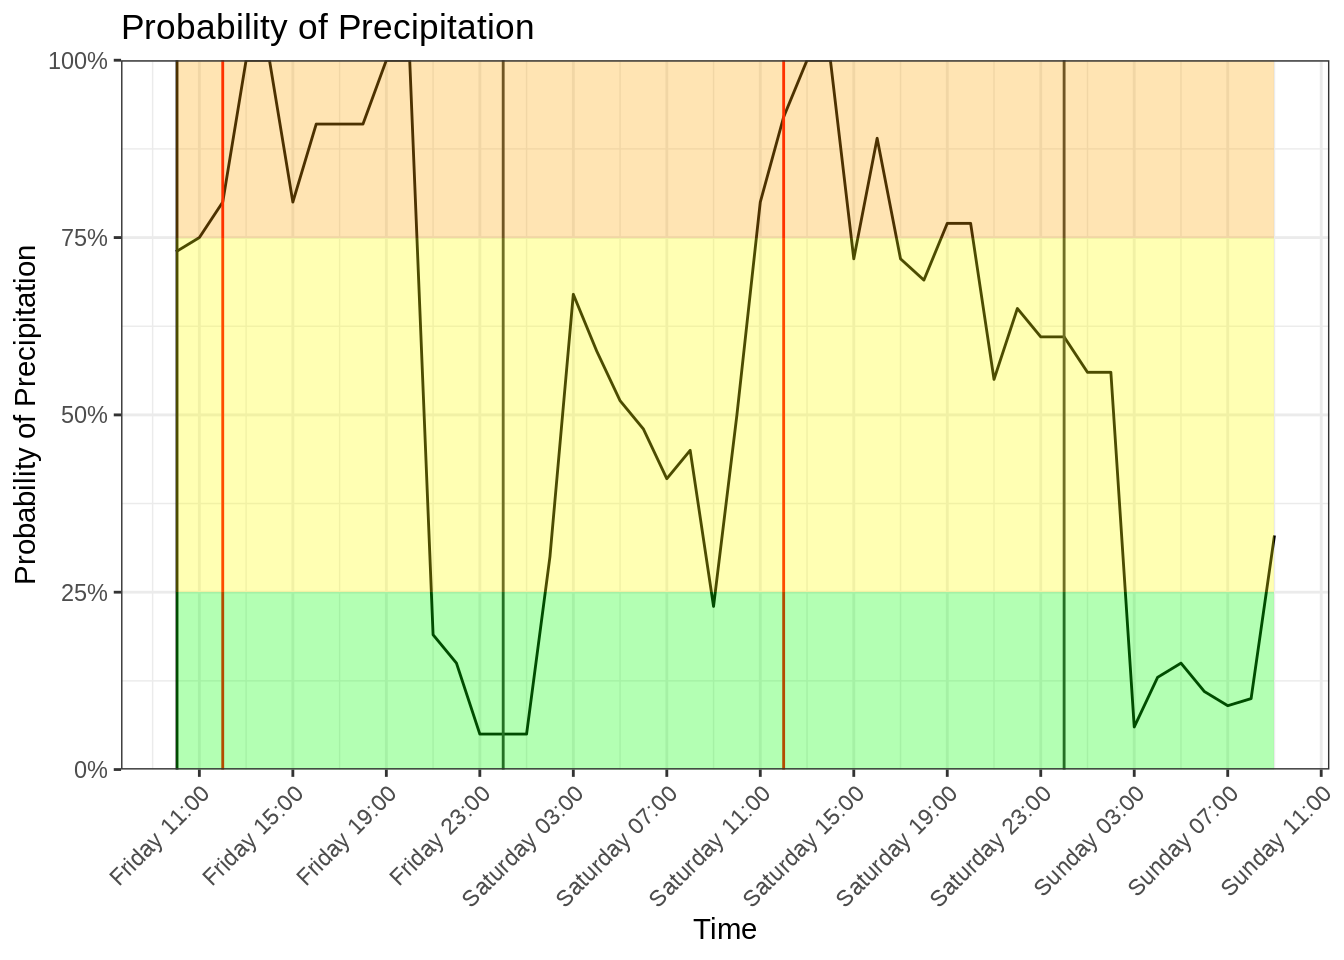 Probability of Precipitation
100%
75%
50%
25%
0%
Probability of Precipitation
Friday 11:00
Friday 15:00
Friday 19:00
Friday 23:00
Saturday 03:00
Saturday 07:00
Saturday 11:00
Saturday 15:00
Saturday 19:00
Saturday 23:00
Sunday 03:00
Sunday 07:00
Sunday 11:00
Time